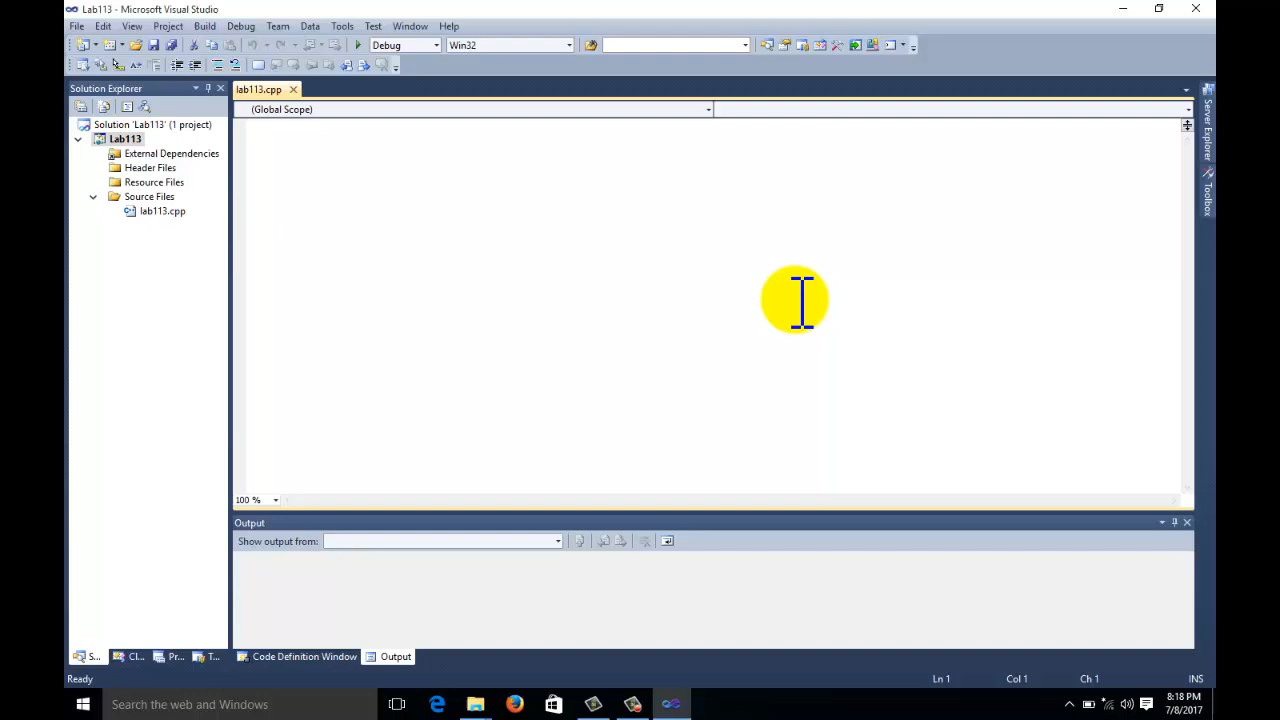 Lab113 - Microsoft Visual Studio
File Edit View Project Build Debug Team Data Tools Test Window Help
Debug Win32
Solution Explorer
lab113.cpp
(Global Scope)
Solution 'Lab113' (1 project)
Lab113
External Dependencies
Header Files
Resource Files
Source Files
lab113.cpp
Server Explorer
Toolbox
100 %
Output
Show output from:
S... Cl... Pr... T... Code Definition Window Output
Ready Ln 1 Col 1 Ch 1 INS
Search the web and Windows
8:18 PM
7/8/2017